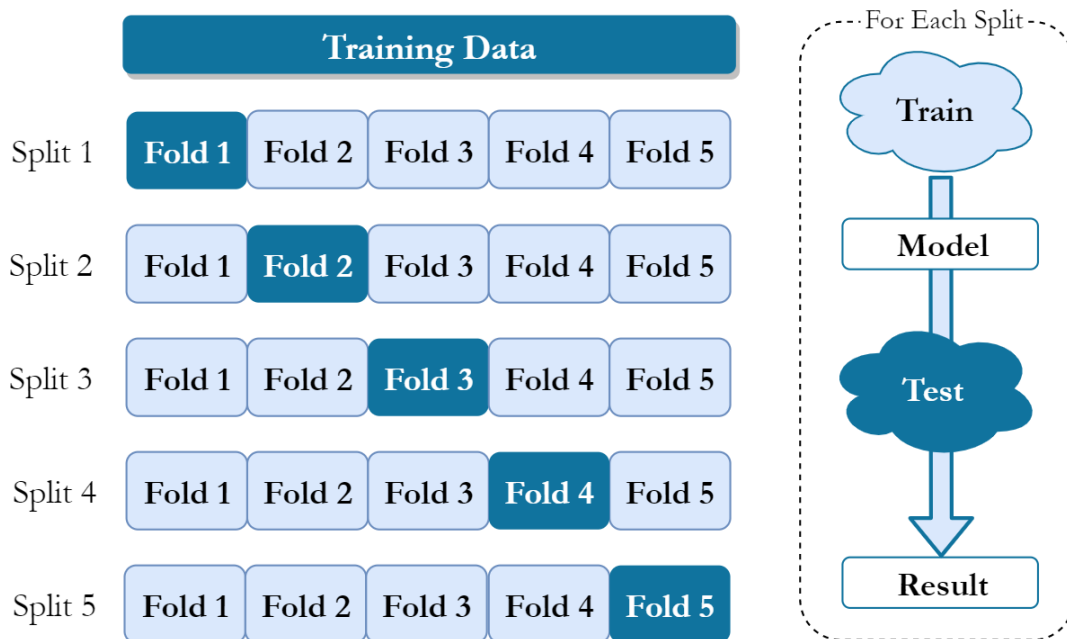 Training Data
Split 1 Fold 1 Fold 2 Fold 3 Fold 4 Fold 5
Split 2 Fold 1 Fold 2 Fold 3 Fold 4 Fold 5
Split 3 Fold 1 Fold 2 Fold 3 Fold 4 Fold 5
Split 4 Fold 1 Fold 2 Fold 3 Fold 4 Fold 5
Split 5 Fold 1 Fold 2 Fold 3 Fold 4 Fold 5
For Each Split
Train
Model
Test
Result